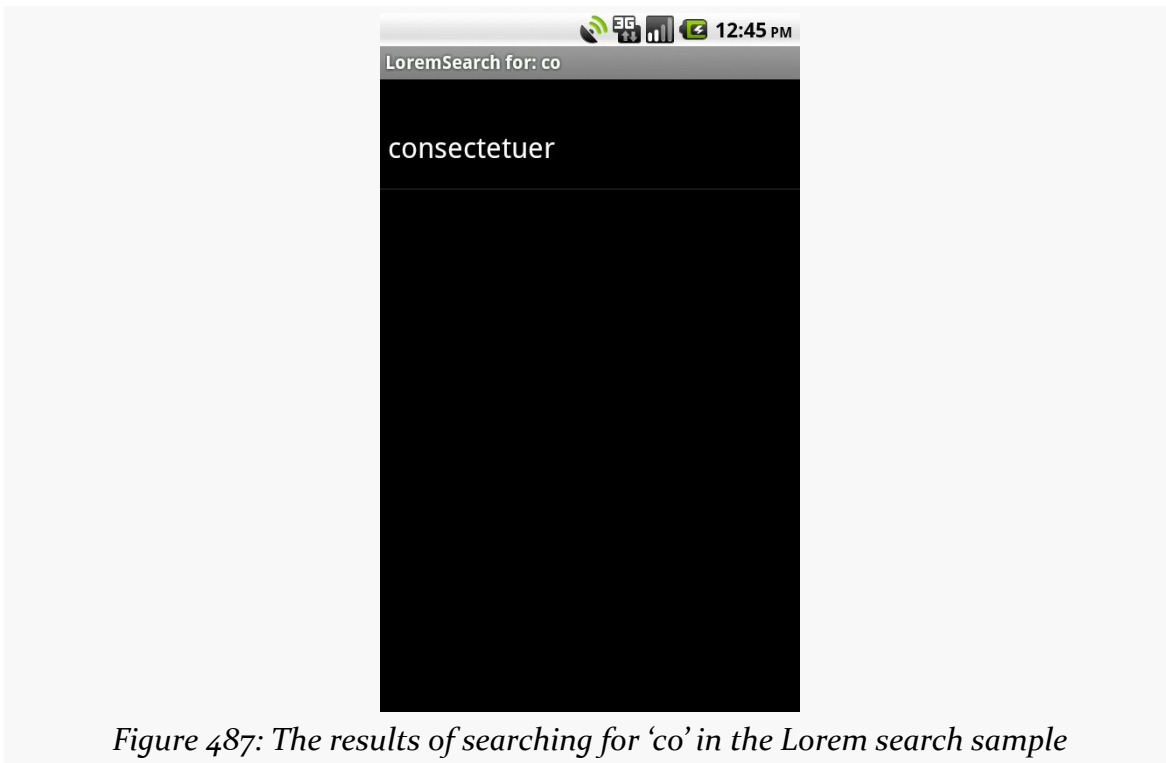 3G
12:45 PM
LoremSearch for: co
consectetuer
Figure 487: The results of searching for ‘co’ in the Lorem search sample